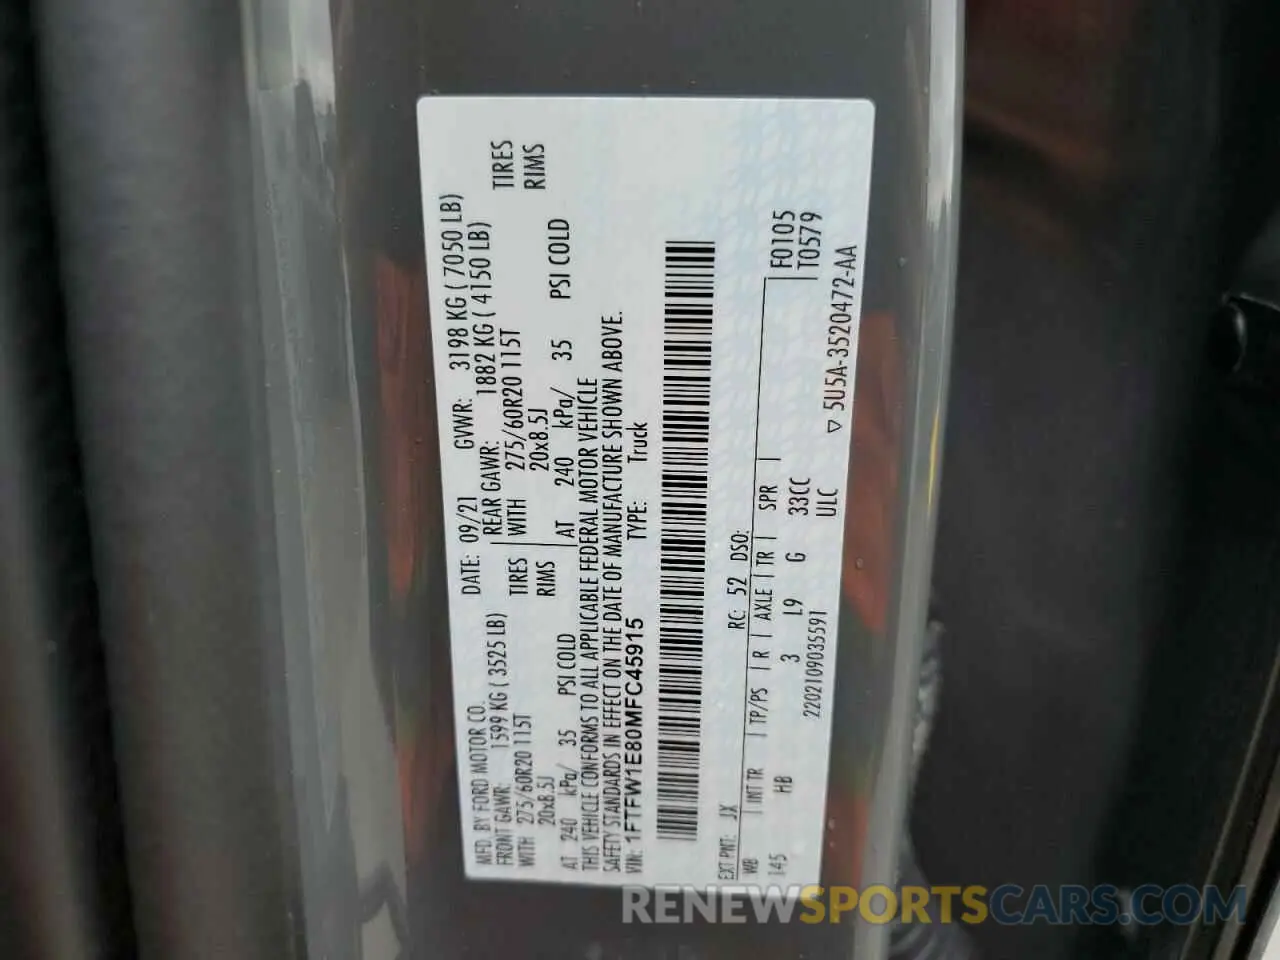 MFD. BY FORD MOTOR CO.
DATE: 09/21 GVWR: 3198 KG ( 7050 LB)
FRONT GAWR: 1599 KG ( 3525 LB) REAR GAWR: 1882 KG ( 4150 LB)
WITH 275/60R20 115T TIRES WITH 275/60R20 115T TIRES
20x8.5J RIMS 20x8.5J RIMS
AT 240 kPa/ 35 PSI COLD AT 240 kPa/ 35 PSI COLD
THIS VEHICLE CONFORMS TO ALL APPLICABLE FEDERAL MOTOR VEHICLE
SAFETY STANDARDS IN EFFECT ON THE DATE OF MANUFACTURE SHOWN ABOVE.
VIN: 1FTFW1E80MFC45915 TYPE: Truck
EXT PNT: JX RC: 52 DSO:
WB INT TR TP/PS R AXLE TR SPR F0105
145 HB 3 L9 G 33CC T0579
2202109035591 ULC
▽ 5U5A-3520472-AA
RENEWSPORTSCARS.COM